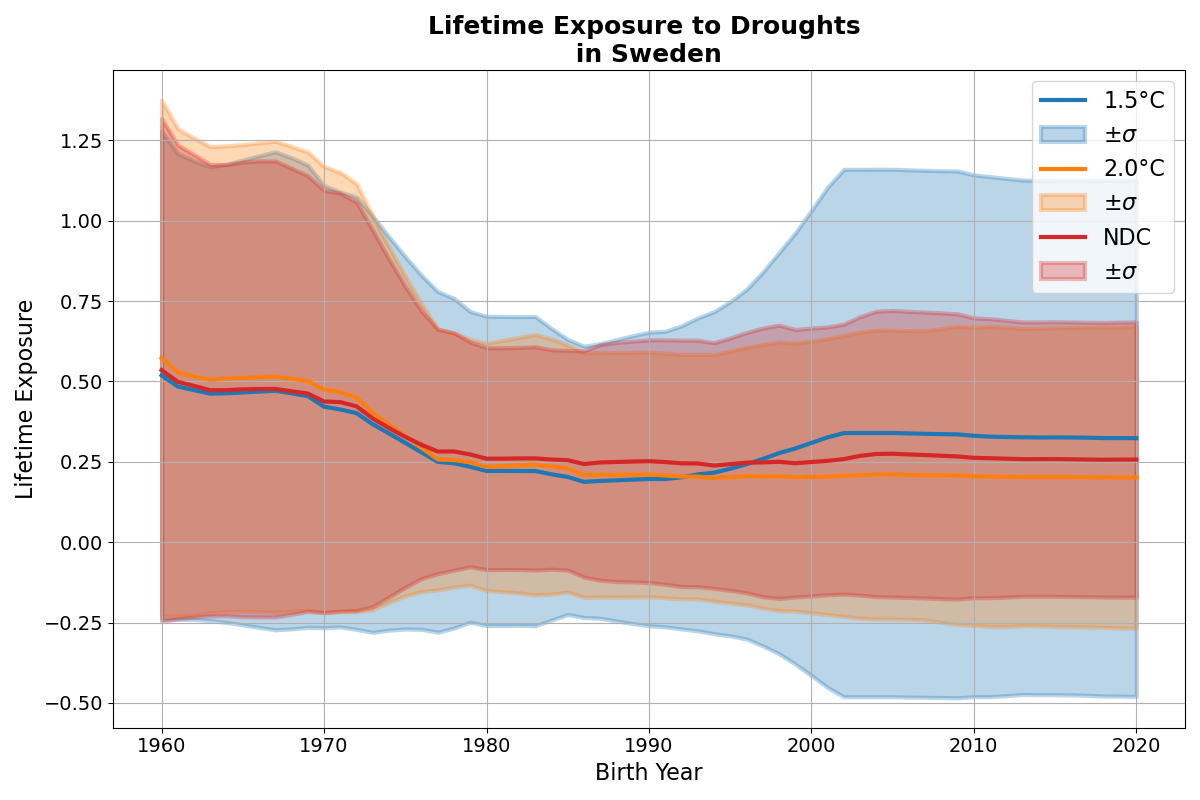 Lifetime Exposure to Droughts
in Sweden
Lifetime Exposure
1.25
1.00
0.75
0.50
0.25
0.00
−0.25
−0.50
1960
1970
1980
1990
2000
2010
2020
Birth Year
1.5°C
±σ
2.0°C
±σ
NDC
±σ